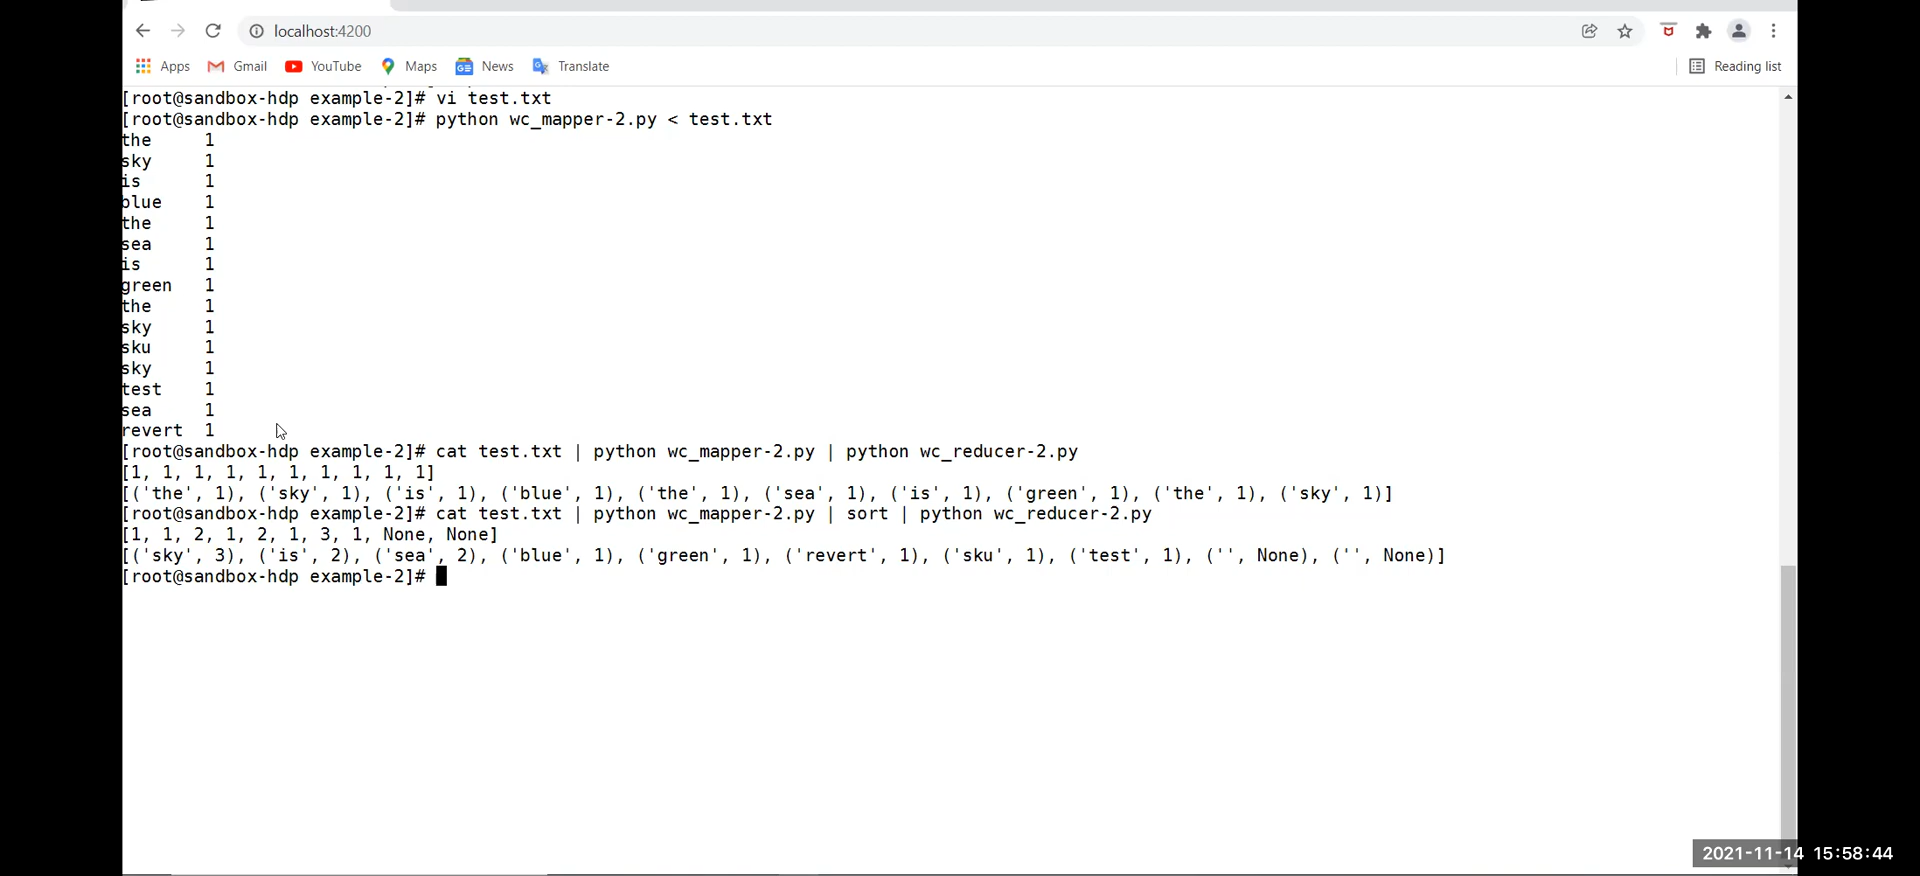 localhost:4200
Apps Gmail YouTube Maps News Translate Reading list
[root@sandbox-hdp example-2]# vi test.txt
[root@sandbox-hdp example-2]# python wc_mapper-2.py < test.txt
the 1
sky 1
is 1
blue 1
the 1
sea 1
is 1
green 1
the 1
sky 1
sku 1
sky 1
test 1
sea 1
revert 1
[root@sandbox-hdp example-2]# cat test.txt | python wc_mapper-2.py | python wc_reducer-2.py
[1, 1, 1, 1, 1, 1, 1, 1, 1, 1]
[('the', 1), ('sky', 1), ('is', 1), ('blue', 1), ('the', 1), ('sea', 1), ('is', 1), ('green', 1), ('the', 1), ('sky', 1)]
[root@sandbox-hdp example-2]# cat test.txt | python wc_mapper-2.py | sort | python wc_reducer-2.py
[1, 1, 2, 1, 2, 1, 3, 1, None, None]
[('sky', 3), ('is', 2), ('sea', 2), ('blue', 1), ('green', 1), ('revert', 1), ('sku', 1), ('test', 1), ('', None), ('', None)]
[root@sandbox-hdp example-2]#
2021-11-14 15:58:44